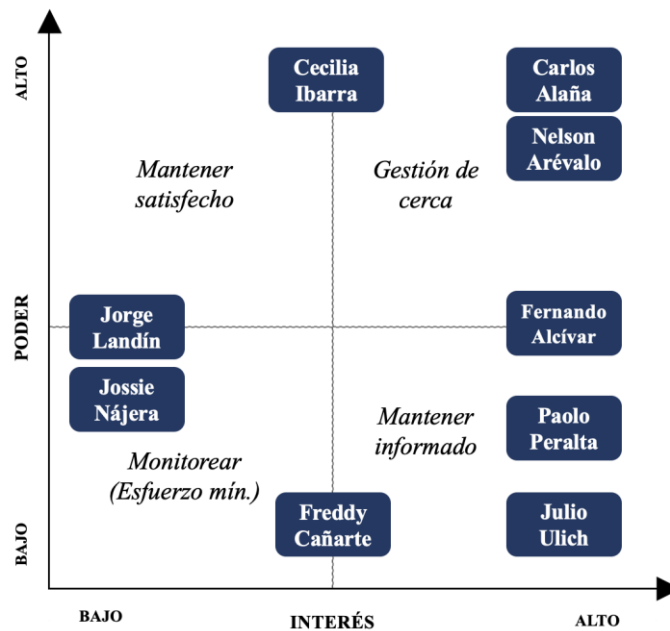 ALTO
Cecilia
Ibarra
Carlos
Alaña
Nelson
Arévalo
Mantener
satisfecho
Gestión de
cerca
PODER
Jorge
Landín
Fernando
Alcívar
Jossie
Nájera
Paolo
Peralta
Mantener
informado
Monitorear
(Esfuerzo mín.)
Freddy
Cañarte
Julio
Ulich
BAJO
BAJO
INTERÉS
ALTO